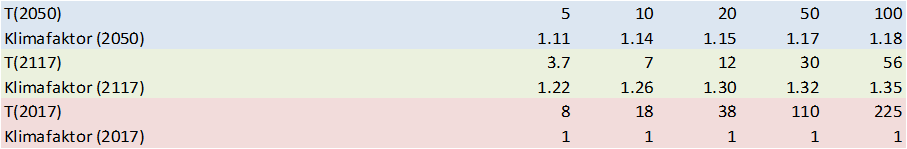 T(2050) 5 10 20 50 100
Klimafaktor (2050) 1.11 1.14 1.15 1.17 1.18
T(2117) 3.7 7 12 30 56
Klimafaktor (2117) 1.22 1.26 1.30 1.32 1.35
T(2017) 8 18 38 110 225
Klimafaktor (2017) 1 1 1 1 1